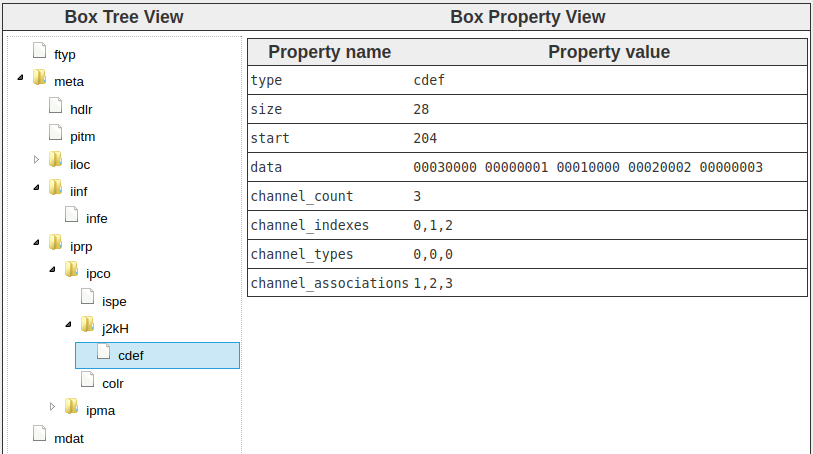 Box Tree View
Box Property View
ftyp
meta
hdlr
pitm
iloc
iinf
infe
iprp
ipco
ispe
j2kH
cdef
colr
ipma
mdat
Property name Property value
type cdef
size 28
start 204
data 00030000 00000001 00010000 00020002 00000003
channel_count 3
channel_indexes 0,1,2
channel_types 0,0,0
channel_associations 1,2,3